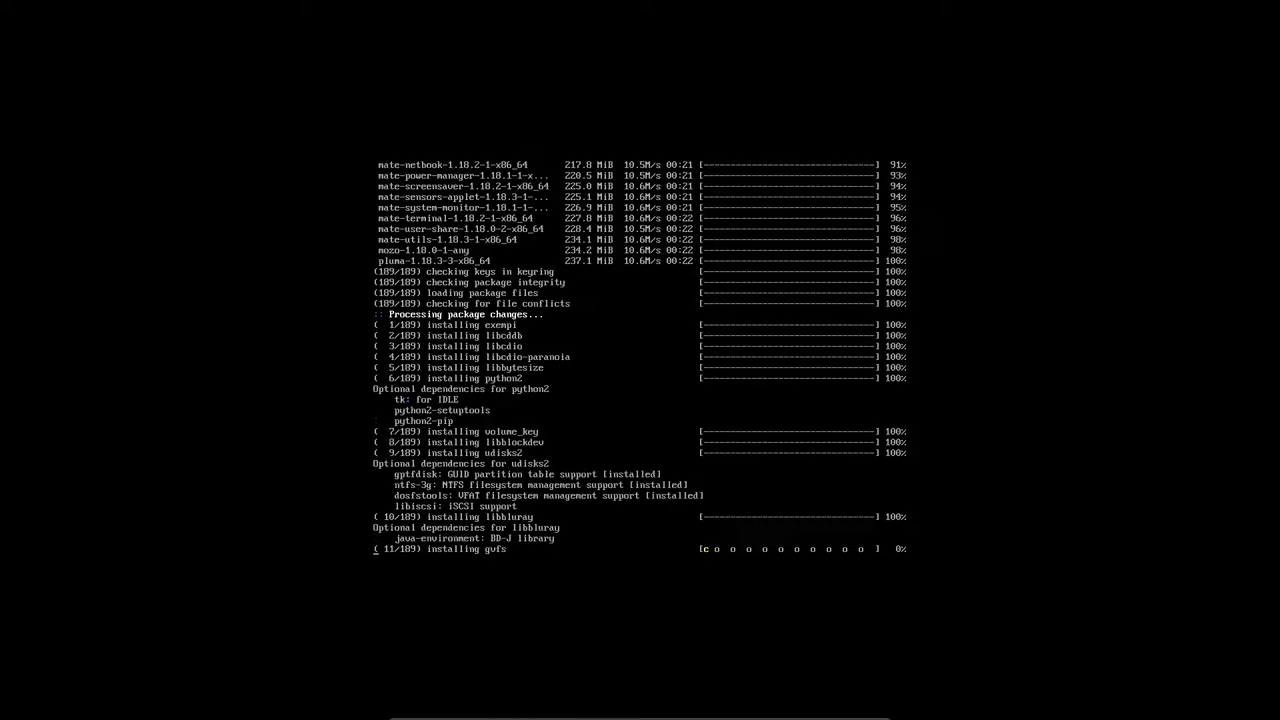 mate-netbook-1.18.2-1-x86_64 217.8 MiB 10.5M/s 00:21 [--------------------------------] 91%
mate-power-manager-1.18.1-1-x... 220.5 MiB 10.5M/s 00:21 [--------------------------------] 93%
mate-screensaver-1.18.2-1-x86_64 225.0 MiB 10.6M/s 00:21 [--------------------------------] 94%
mate-sensors-applet-1.18.3-1-... 225.1 MiB 10.6M/s 00:21 [--------------------------------] 94%
mate-system-monitor-1.18.1-1-... 226.9 MiB 10.6M/s 00:21 [--------------------------------] 95%
mate-terminal-1.18.2-1-x86_64 227.8 MiB 10.6M/s 00:22 [--------------------------------] 96%
mate-user-share-1.18.0-2-x86_64 228.4 MiB 10.5M/s 00:22 [--------------------------------] 96%
mate-utils-1.18.3-1-x86_64 234.1 MiB 10.6M/s 00:22 [--------------------------------] 98%
mozo-1.18.0-1-any 234.2 MiB 10.6M/s 00:22 [--------------------------------] 98%
pluma-1.18.3-3-x86_64 237.1 MiB 10.6M/s 00:22 [--------------------------------] 100%
(189/189) checking keys in keyring [--------------------------------] 100%
(189/189) checking package integrity [--------------------------------] 100%
(189/189) loading package files [--------------------------------] 100%
(189/189) checking for file conflicts [--------------------------------] 100%
:: Processing package changes...
( 1/189) installing exempi [--------------------------------] 100%
( 2/189) installing libcddb [--------------------------------] 100%
( 3/189) installing libcdio [--------------------------------] 100%
( 4/189) installing libcdio-paranoia [--------------------------------] 100%
( 5/189) installing libbytesize [--------------------------------] 100%
( 6/189) installing python2 [--------------------------------] 100%
Optional dependencies for python2
tk: for IDLE
python2-setuptools
python2-pip
( 7/189) installing volume_key [--------------------------------] 100%
( 8/189) installing libblockdev [--------------------------------] 100%
( 9/189) installing udisks2 [--------------------------------] 100%
Optional dependencies for udisks2
gptfdisk: GUID partition table support [installed]
ntfs-3g: NTFS filesystem management support [installed]
dosfstools: VFAT filesystem management support [installed]
libiscsi: iSCSI support
( 10/189) installing libbluray [--------------------------------] 100%
Optional dependencies for libbluray
java-environment: BD-J library
( 11/189) installing gvfs [c o o o o o o o o o o ] 0%